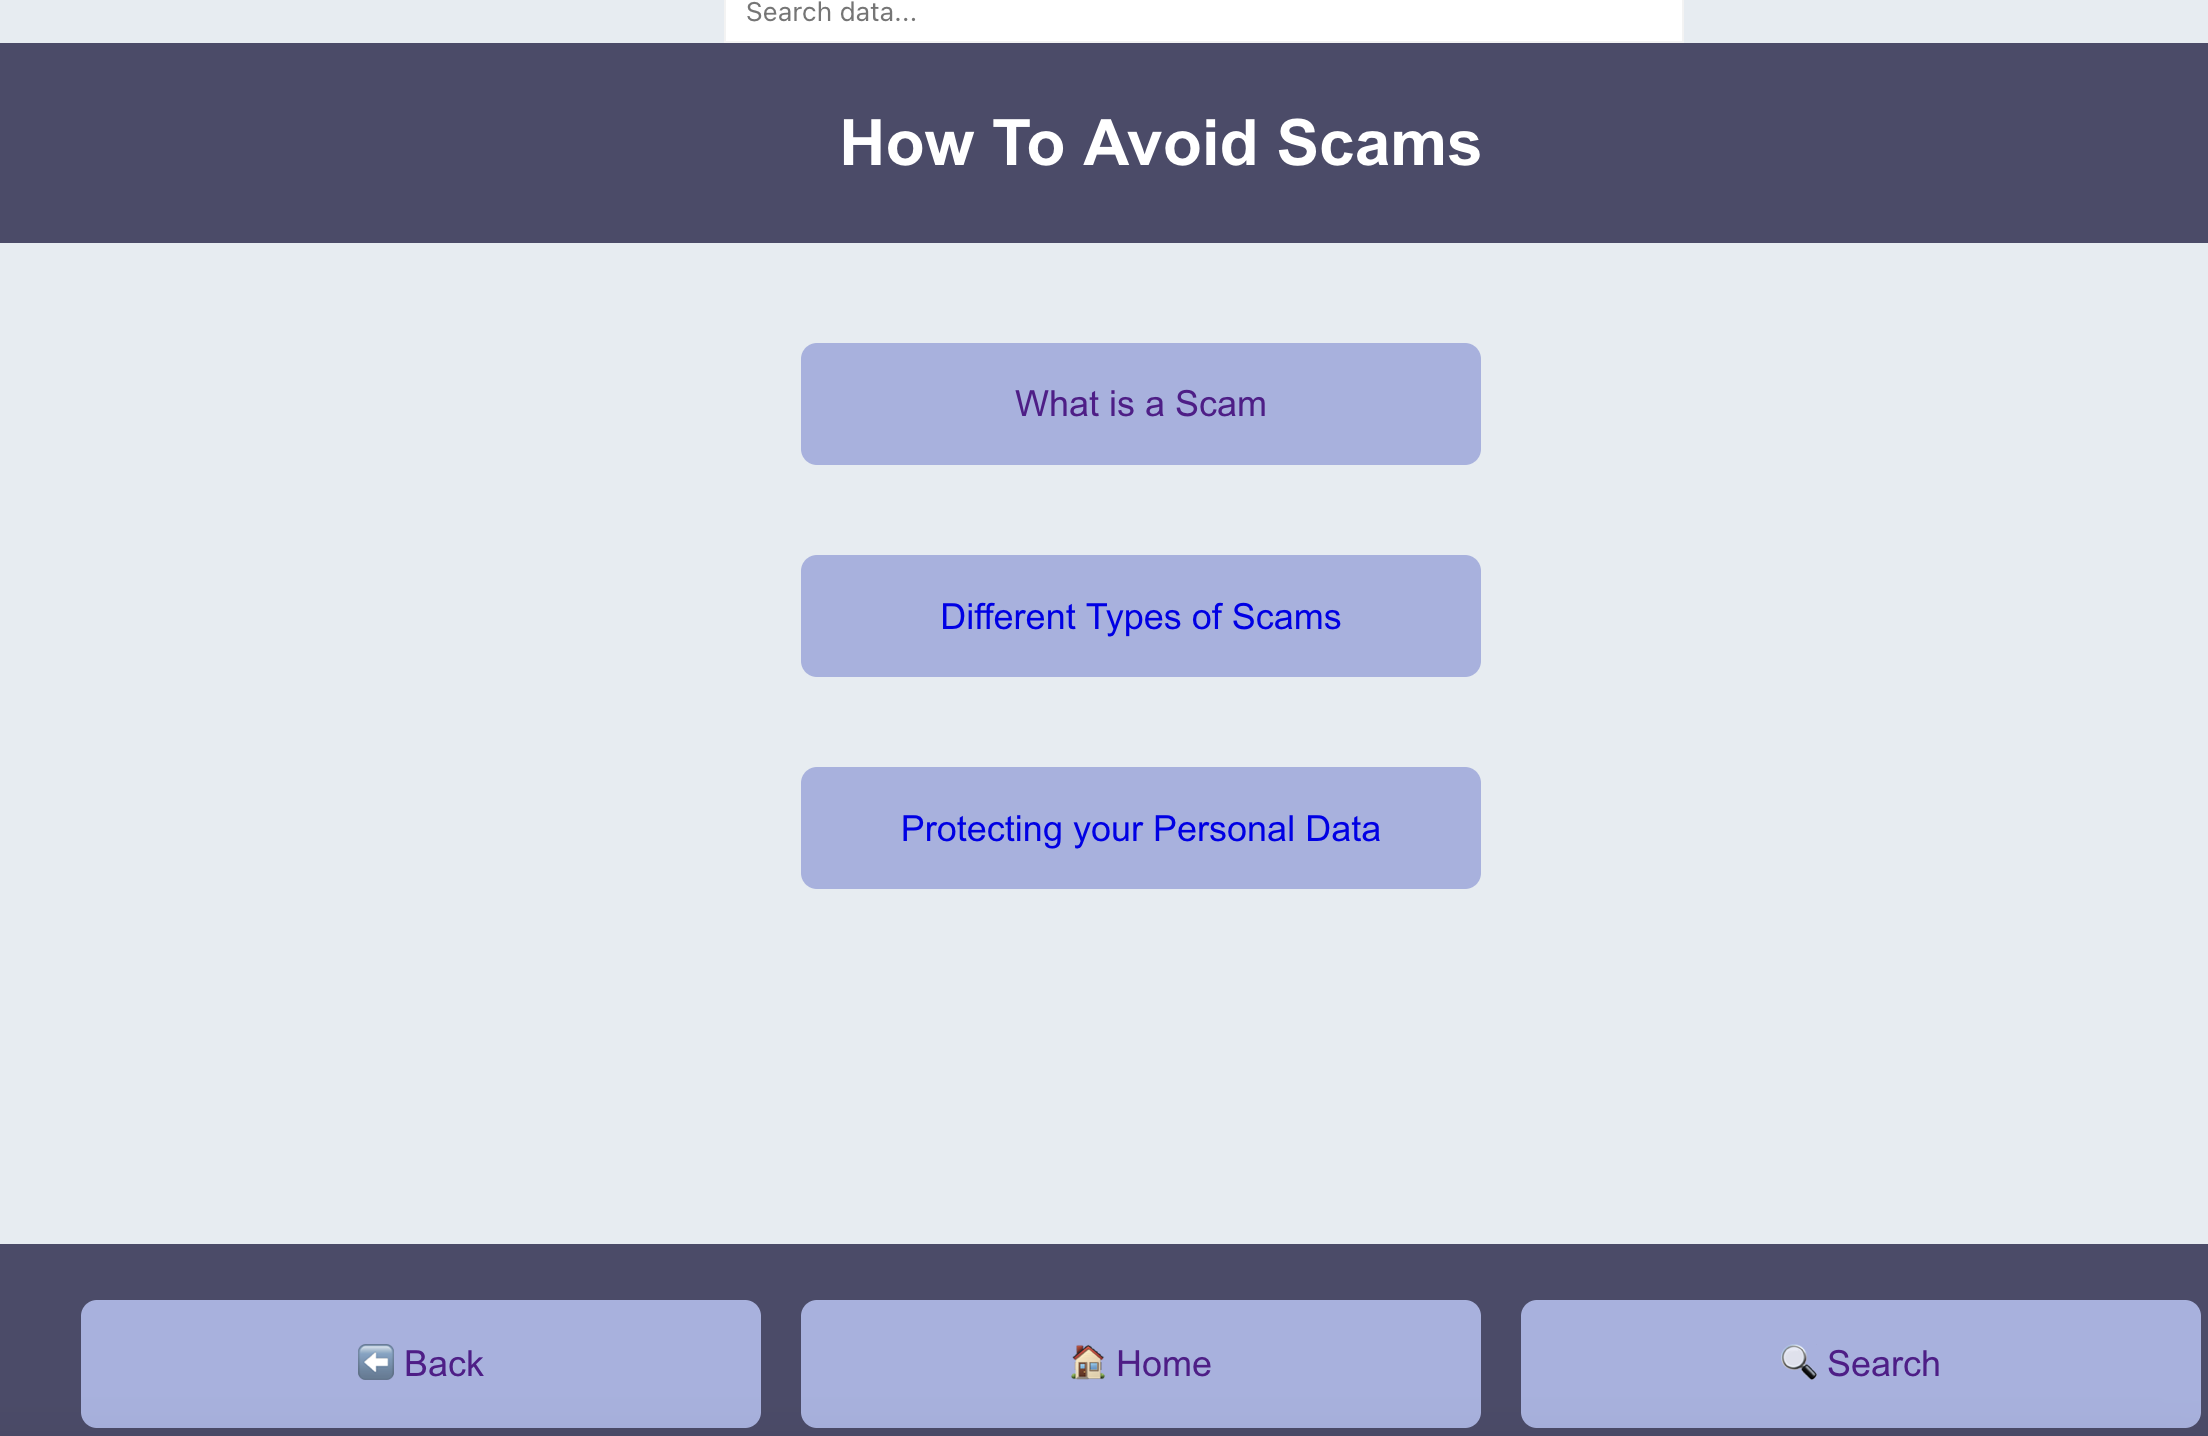 Search data...
How To Avoid Scams
What is a Scam
Different Types of Scams
Protecting your Personal Data
Back
Home
Search